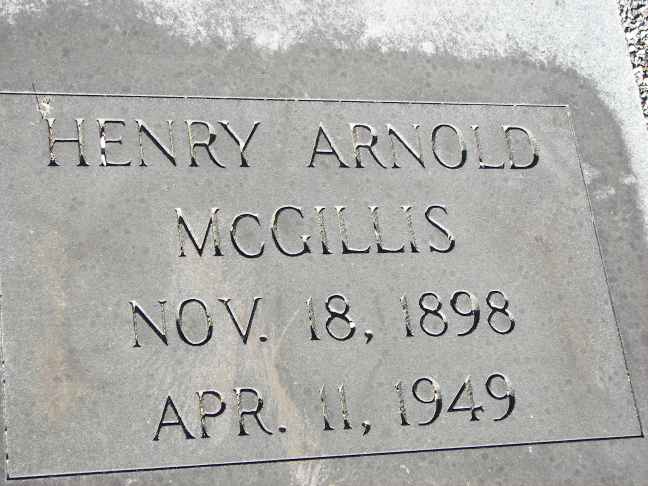 HENRY ARNOLD
McGILLIS
NOV. 18, 1898
APR. 11, 1949